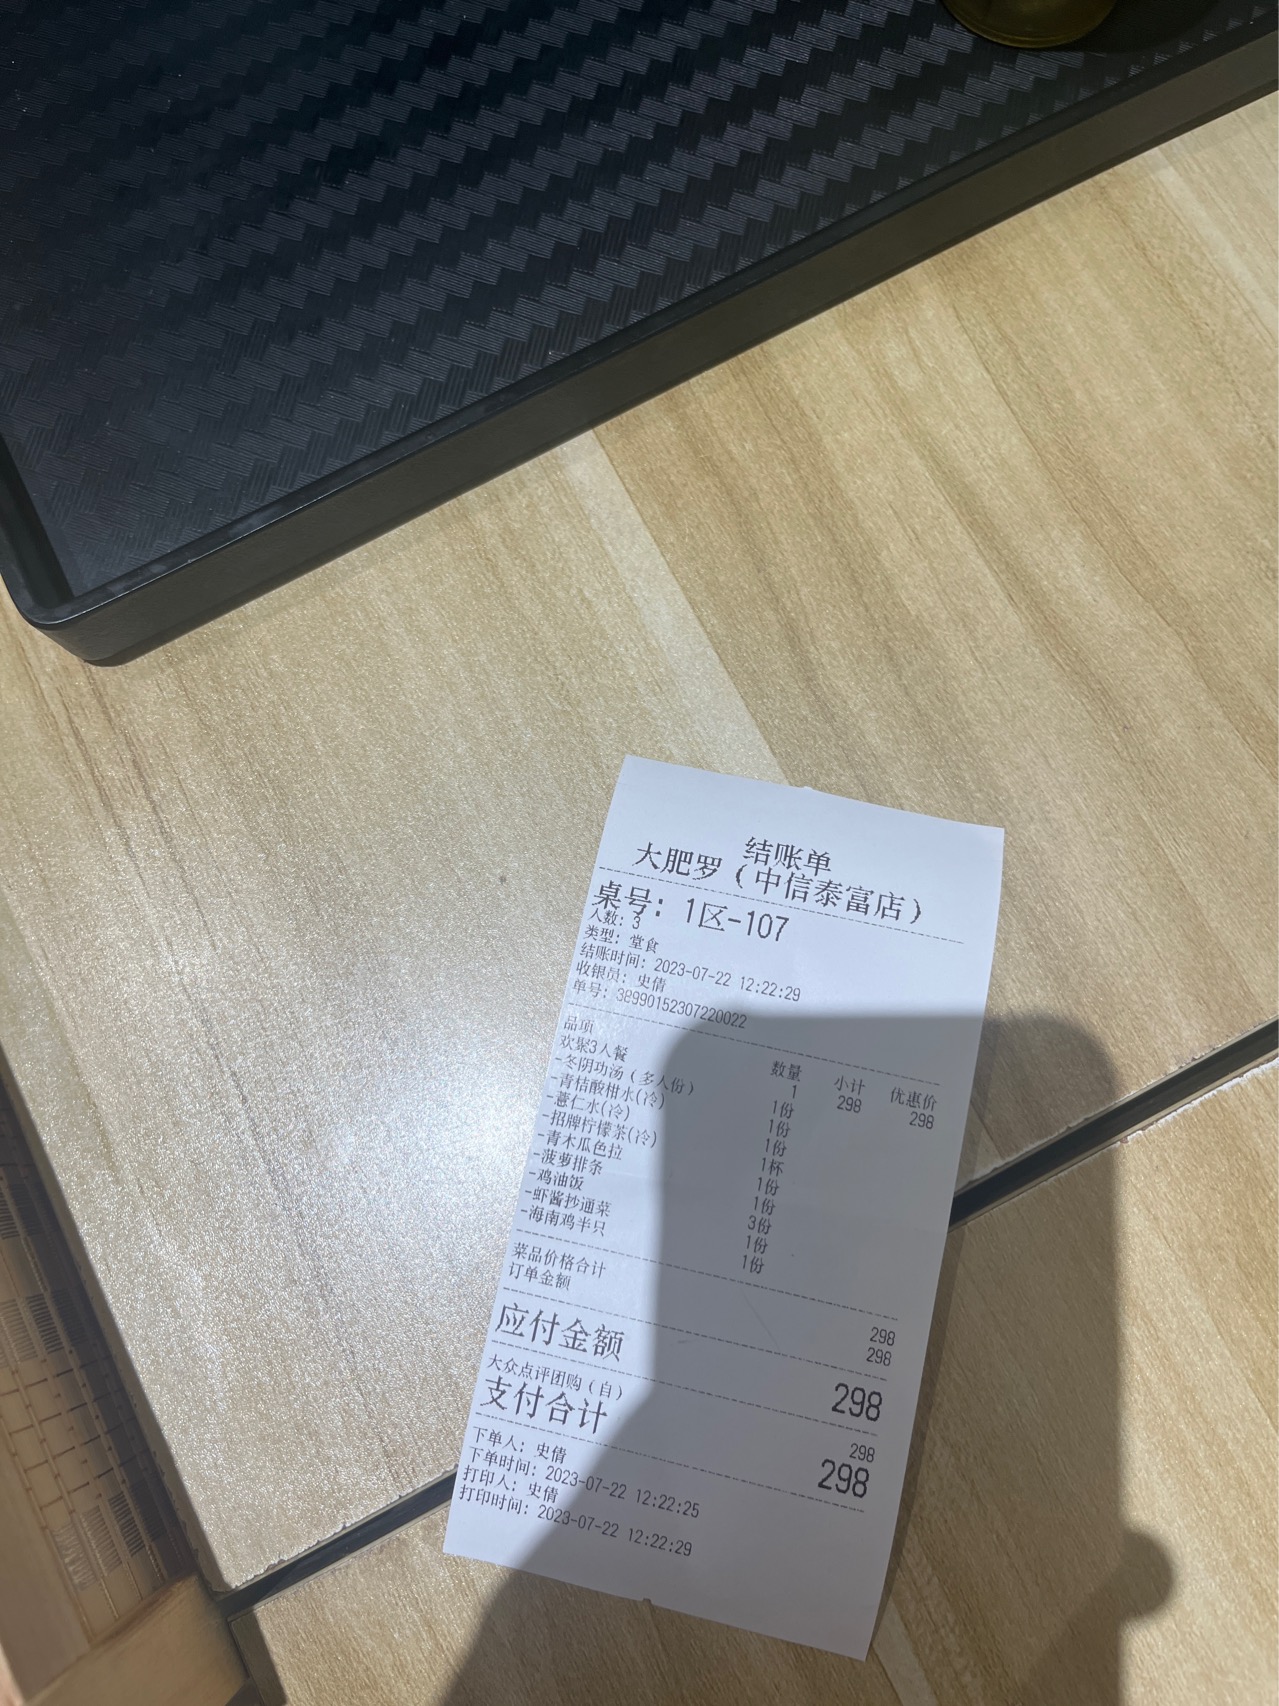 结账单
大肥罗（中信泰富店）
桌号：1区-107
人数：3
类型：堂食
结账时间：2023-07-22 12:22:29
收银员：史倩
单号：38990152307220022
品项 数量 小计 优惠价
欢聚3人餐 1 298 298
-冬阴功汤（多人份） 1份
-青桔酸柑水(冷) 1份
-薏仁水(冷) 1份
-招牌柠檬茶(冷) 1杯
-青木瓜色拉 1份
-菠萝排条 1份
-鸡油饭 3份
-虾酱抄通菜 1份
-海南鸡半只 1份
菜品价格合计 298
订单金额 298
应付金额 298
大众点评团购（自） 298
支付合计 298
下单人：史倩
下单时间：2023-07-22 12:22:25
打印人：史倩
打印时间：2023-07-22 12:22:29